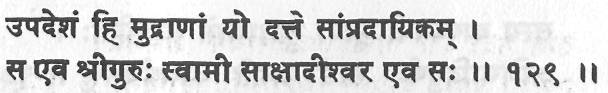 उपदेशं हि मुद्राणां यो दत्ते सांप्रदायिकम् ।
स एव श्रीगुरुः स्वामी साक्षादीश्वर एव सः ॥ १२९ ॥